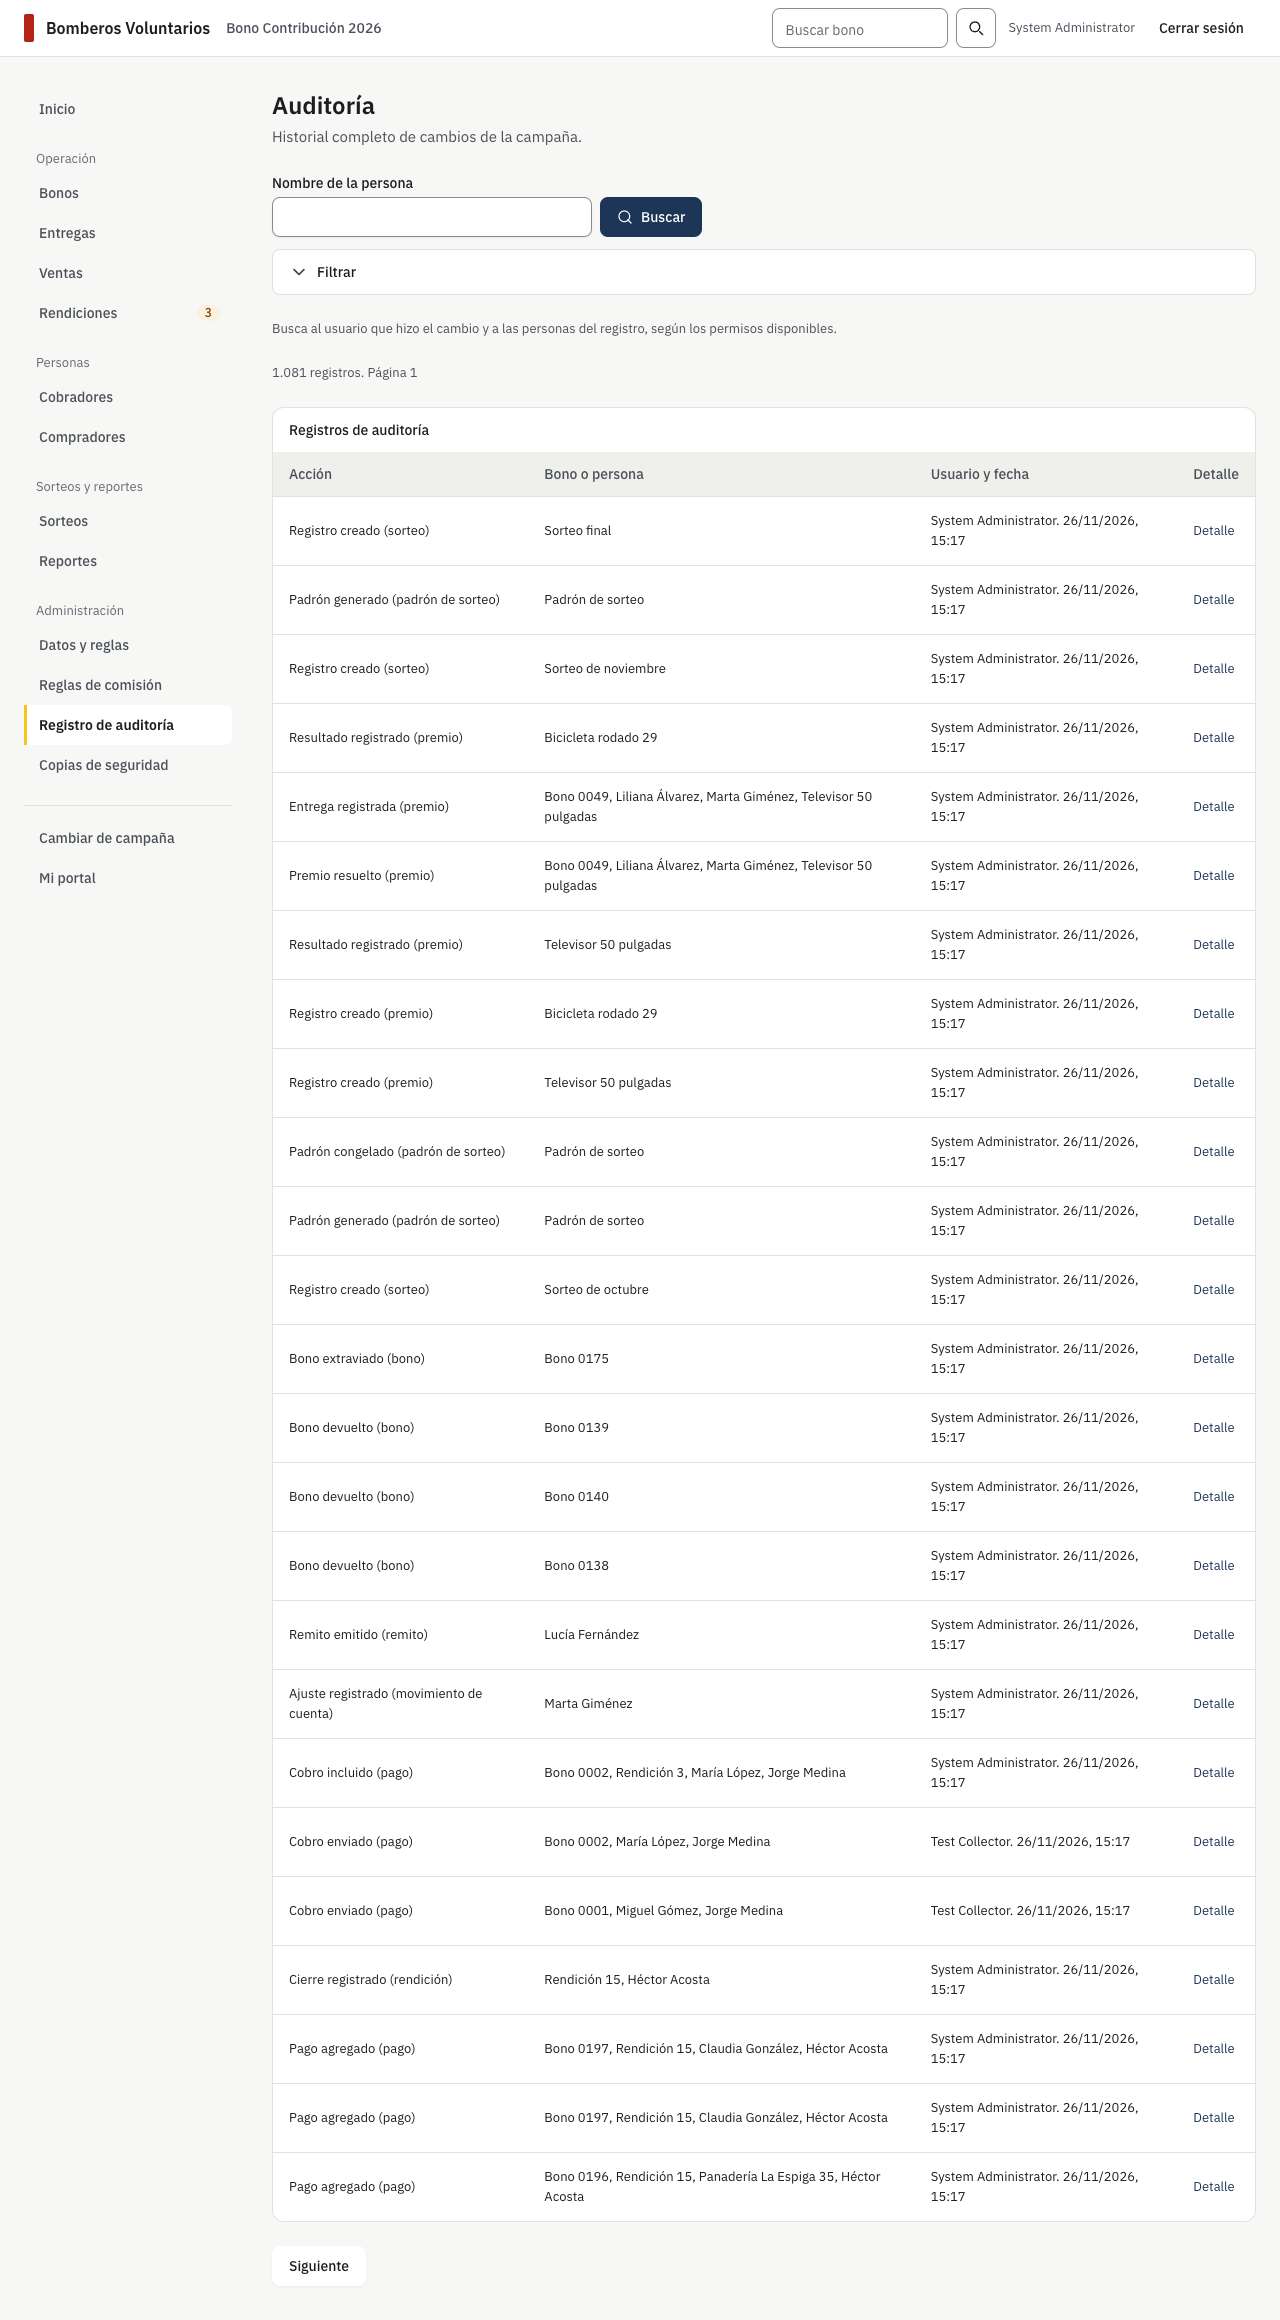 Bomberos Voluntarios
Bono Contribución 2026
Buscar bono
System Administrator
Cerrar sesión
Inicio
Operación
Bonos
Entregas
Ventas
Rendiciones
3
Personas
Cobradores
Compradores
Sorteos y reportes
Sorteos
Reportes
Administración
Datos y reglas
Reglas de comisión
Registro de auditoría
Copias de seguridad
Cambiar de campaña
Mi portal
Auditoría
Historial completo de cambios de la campaña.
Nombre de la persona
Buscar
Filtrar
Busca al usuario que hizo el cambio y a las personas del registro, según los permisos disponibles.
1.081 registros. Página 1
Registros de auditoría
Acción
Bono o persona
Usuario y fecha
Detalle
Registro creado (sorteo)
Sorteo final
System Administrator. 26/11/2026,
15:17
Detalle
Padrón generado (padrón de sorteo)
Padrón de sorteo
System Administrator. 26/11/2026,
15:17
Detalle
Registro creado (sorteo)
Sorteo de noviembre
System Administrator. 26/11/2026,
15:17
Detalle
Resultado registrado (premio)
Bicicleta rodado 29
System Administrator. 26/11/2026,
15:17
Detalle
Entrega registrada (premio)
Bono 0049, Liliana Álvarez, Marta Giménez, Televisor 50
pulgadas
System Administrator. 26/11/2026,
15:17
Detalle
Premio resuelto (premio)
Bono 0049, Liliana Álvarez, Marta Giménez, Televisor 50
pulgadas
System Administrator. 26/11/2026,
15:17
Detalle
Resultado registrado (premio)
Televisor 50 pulgadas
System Administrator. 26/11/2026,
15:17
Detalle
Registro creado (premio)
Bicicleta rodado 29
System Administrator. 26/11/2026,
15:17
Detalle
Registro creado (premio)
Televisor 50 pulgadas
System Administrator. 26/11/2026,
15:17
Detalle
Padrón congelado (padrón de sorteo)
Padrón de sorteo
System Administrator. 26/11/2026,
15:17
Detalle
Padrón generado (padrón de sorteo)
Padrón de sorteo
System Administrator. 26/11/2026,
15:17
Detalle
Registro creado (sorteo)
Sorteo de octubre
System Administrator. 26/11/2026,
15:17
Detalle
Bono extraviado (bono)
Bono 0175
System Administrator. 26/11/2026,
15:17
Detalle
Bono devuelto (bono)
Bono 0139
System Administrator. 26/11/2026,
15:17
Detalle
Bono devuelto (bono)
Bono 0140
System Administrator. 26/11/2026,
15:17
Detalle
Bono devuelto (bono)
Bono 0138
System Administrator. 26/11/2026,
15:17
Detalle
Remito emitido (remito)
Lucía Fernández
System Administrator. 26/11/2026,
15:17
Detalle
Ajuste registrado (movimiento de
cuenta)
Marta Giménez
System Administrator. 26/11/2026,
15:17
Detalle
Cobro incluido (pago)
Bono 0002, Rendición 3, María López, Jorge Medina
System Administrator. 26/11/2026,
15:17
Detalle
Cobro enviado (pago)
Bono 0002, María López, Jorge Medina
Test Collector. 26/11/2026, 15:17
Detalle
Cobro enviado (pago)
Bono 0001, Miguel Gómez, Jorge Medina
Test Collector. 26/11/2026, 15:17
Detalle
Cierre registrado (rendición)
Rendición 15, Héctor Acosta
System Administrator. 26/11/2026,
15:17
Detalle
Pago agregado (pago)
Bono 0197, Rendición 15, Claudia González, Héctor Acosta
System Administrator. 26/11/2026,
15:17
Detalle
Pago agregado (pago)
Bono 0197, Rendición 15, Claudia González, Héctor Acosta
System Administrator. 26/11/2026,
15:17
Detalle
Pago agregado (pago)
Bono 0196, Rendición 15, Panadería La Espiga 35, Héctor
Acosta
System Administrator. 26/11/2026,
15:17
Detalle
Siguiente